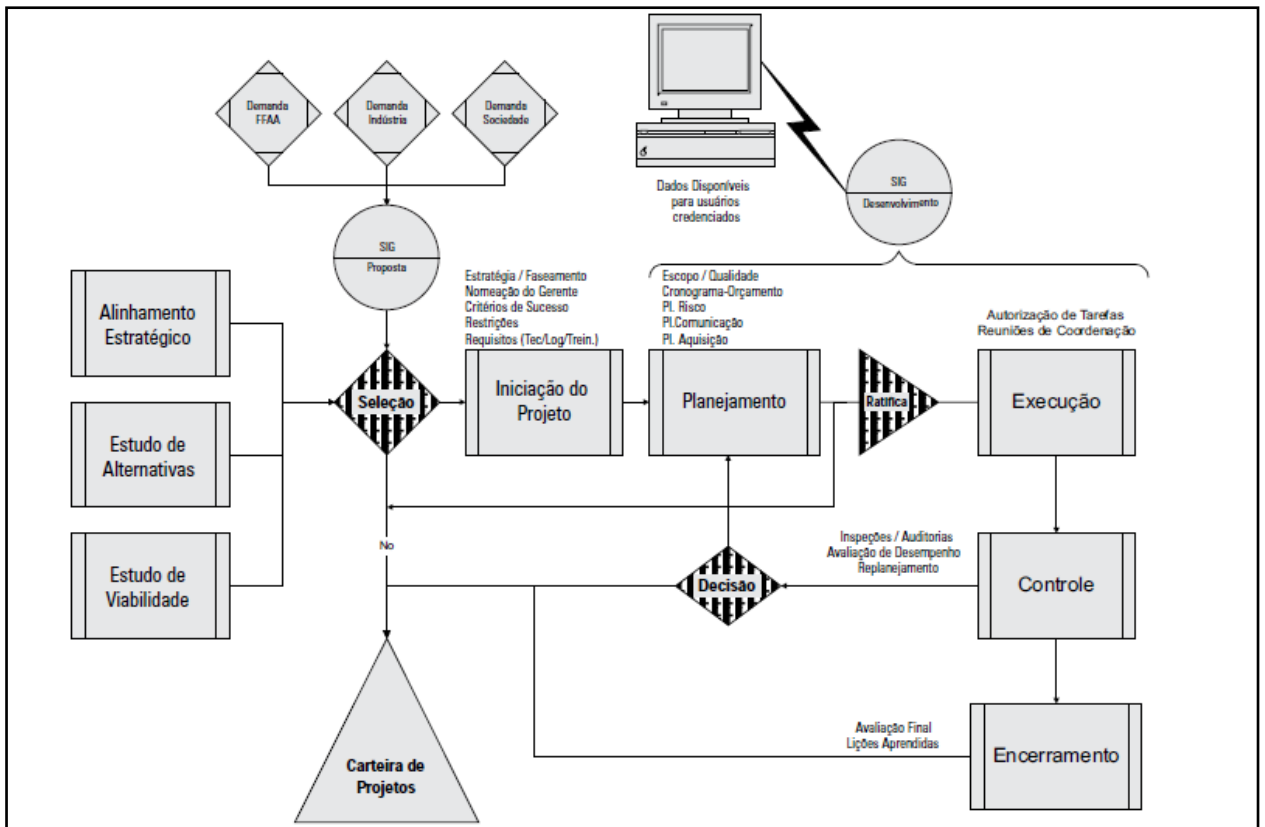 Demanda
FFAA
Demanda
Indústria
Demanda
Sociedade
SIG
Proposta
Dados Disponíveis
para usuários
credenciados
SIG
Desenvolvimento
Alinhamento
Estratégico
Estudo de
Alternativas
Estudo de
Viabilidade
Seleção
Estratégia / Faseamento
Nomeação do Gerente
Critérios de Sucesso
Restrições
Requisitos (Tec/Log/Trein.)
Iniciação do
Projeto
Escopo / Qualidade
Cronograma-Orçamento
Pl. Risco
Pl.Comunicação
Pl. Aquisição
Planejamento
Ratifica
Autorização de Tarefas
Reuniões de Coordenação
Execução
No
Decisão
Inspeções / Auditorias
Avaliação de Desempenho
Replanejamento
Controle
Carteira de
Projetos
Avaliação Final
Lições Aprendidas
Encerramento